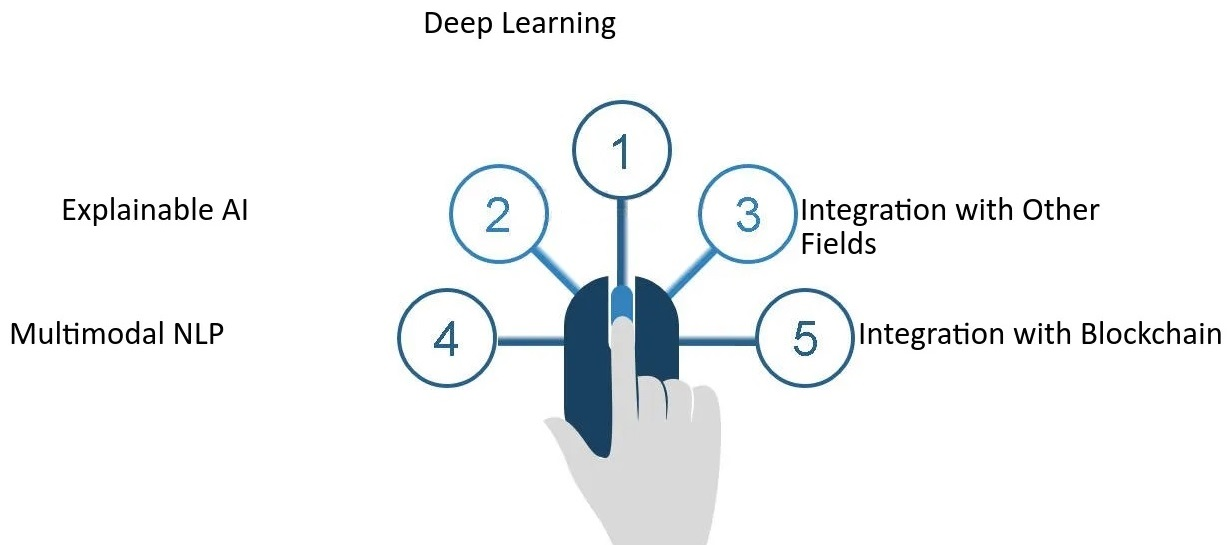 Deep Learning
1
Explainable AI
2
3
Integration with Other
Fields
Multimodal NLP
4
5
Integration with Blockchain